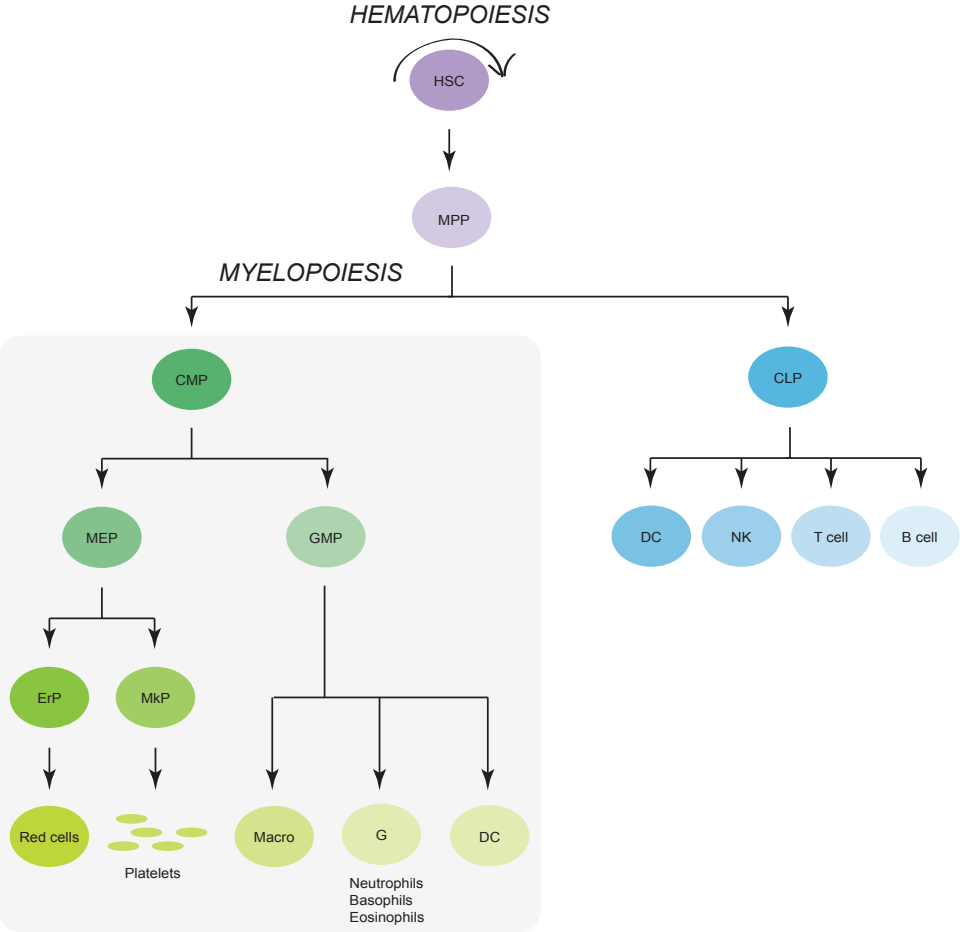 HEMATOPOIESIS
HSC
MPP
MYELOPOIESIS
CMP
CLP
MEP
GMP
DC
NK
T cell
B cell
ErP
MkP
Red cells
Platelets
Macro
G
DC
Neutrophils
Basophils
Eosinophils